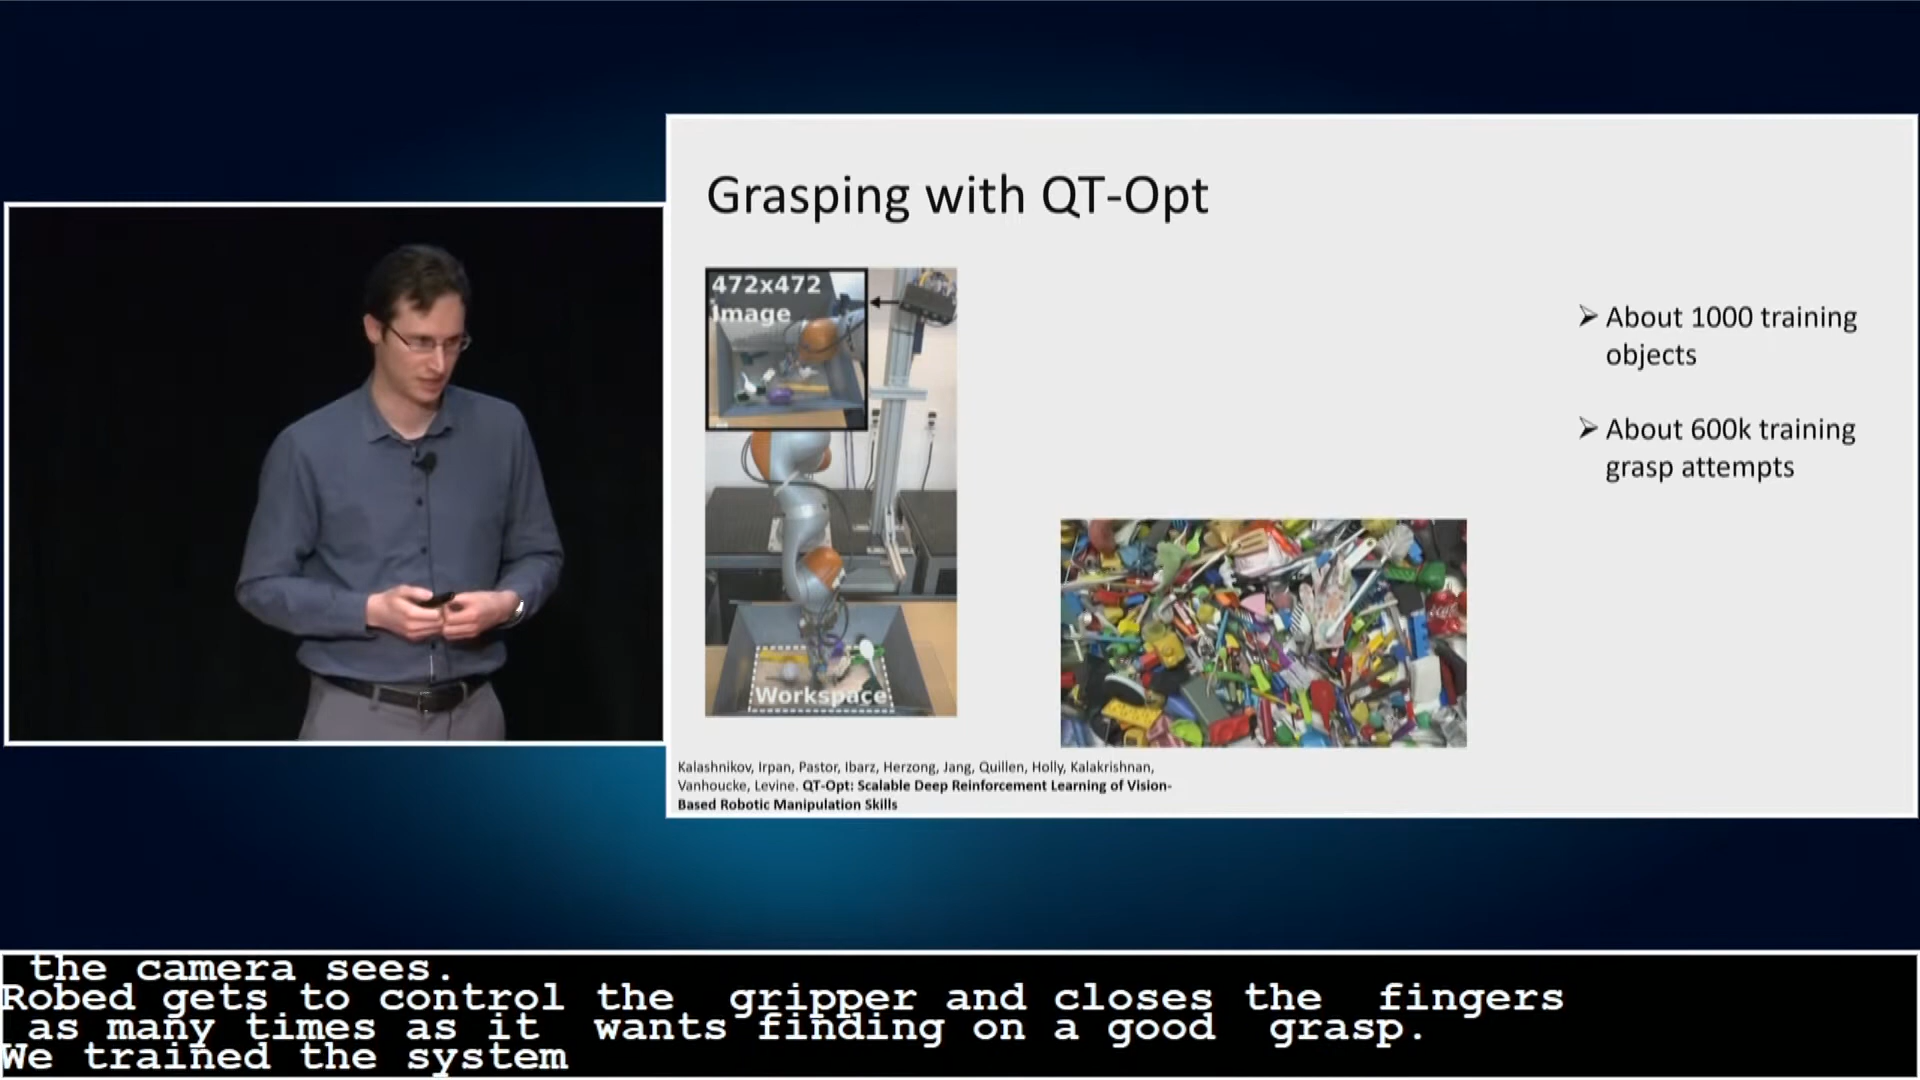 Grasping with QT-Opt
472x472
image
Workspace
➢ About 1000 training
objects
➢ About 600k training
grasp attempts
Kalashnikov, Irpan, Pastor, Ibarz, Herzong, Jang, Quillen, Holly, Kalakrishnan,
Vanhoucke, Levine. QT-Opt: Scalable Deep Reinforcement Learning of Vision-
Based Robotic Manipulation Skills
the camera sees.
Robed gets to control the gripper and closes the fingers
as many times as it wants finding on a good grasp.
We trained the system